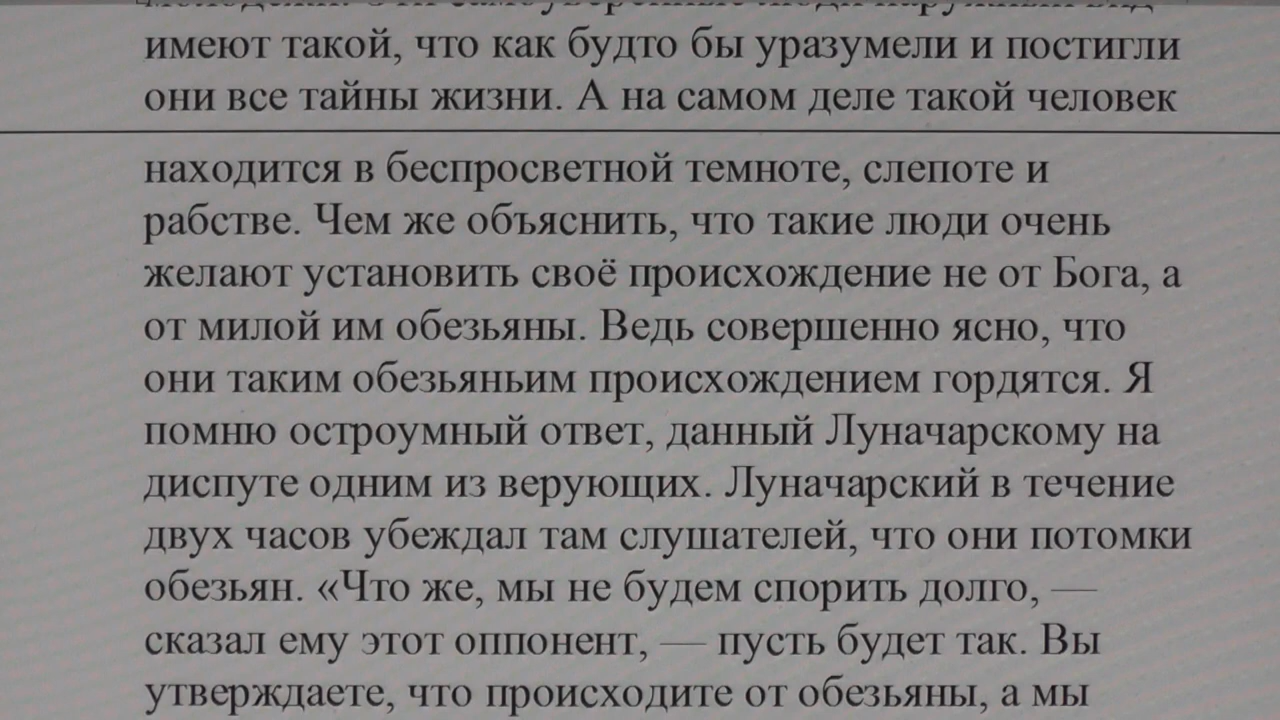 имеют такой, что как будто бы уразумели и постигли
они все тайны жизни. А на самом деле такой человек
находится в беспросветной темноте, слепоте и
рабстве. Чем же объяснить, что такие люди очень
желают установить своё происхождение не от Бога, а
от милой им обезьяны. Ведь совершенно ясно, что
они таким обезьяньим происхождением гордятся. Я
помню остроумный ответ, данный Луначарскому на
диспуте одним из верующих. Луначарский в течение
двух часов убеждал там слушателей, что они потомки
обезьян. «Что же, мы не будем спорить долго, —
сказал ему этот оппонент, — пусть будет так. Вы
утверждаете, что происходите от обезьяны, а мы